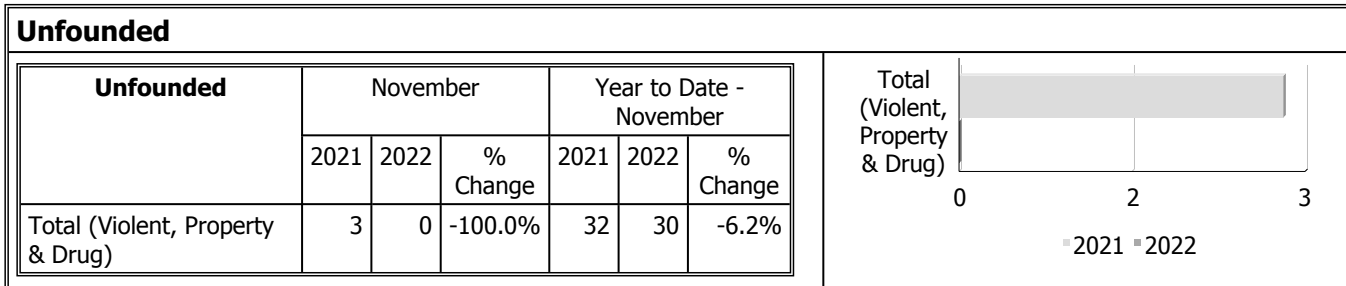 Unfounded
Unfounded November Year to Date -
November
2021 2022 % Change 2021 2022 % Change
Total (Violent, Property & Drug) 3 0 -100.0% 32 30 -6.2%
Total
(Violent,
Property
& Drug)
0 2 3
2021 2022